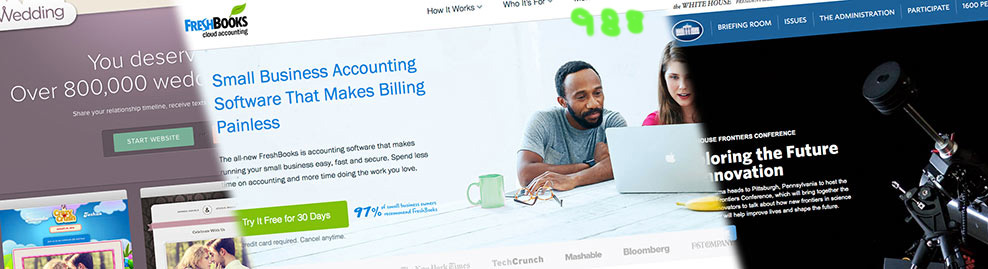 Wedding
You deserv
Over 800,000 wedd
Share your relationship timeline, receive texts
START WEBSITE
FRESHBOOKS
cloud accounting
How It Works
Who It's For
988
Small Business Accounting
Software That Makes Billing
Painless
The all-new FreshBooks is accounting software that makes
running your small business easy, fast and secure. Spend less
time on accounting and more time doing the work you love.
Try It Free for 30 Days
97% of small business owners
recommend FreshBooks
credit card required. Cancel anytime.
New York Times
TechCrunch
Mashable
Bloomberg
FAST COMPANY
the WHITE HOUSE
BRIEFING ROOM
ISSUES
THE ADMINISTRATION
PARTICIPATE
1600 PE
HOUSE FRONTIERS CONFERENCE
ploring the Future
nnovation
ama heads to Pittsburgh, Pennsylvania to host the
Frontiers Conference, which will bring together the
novators to talk about how new frontiers in science
will help improve lives and shape the future.